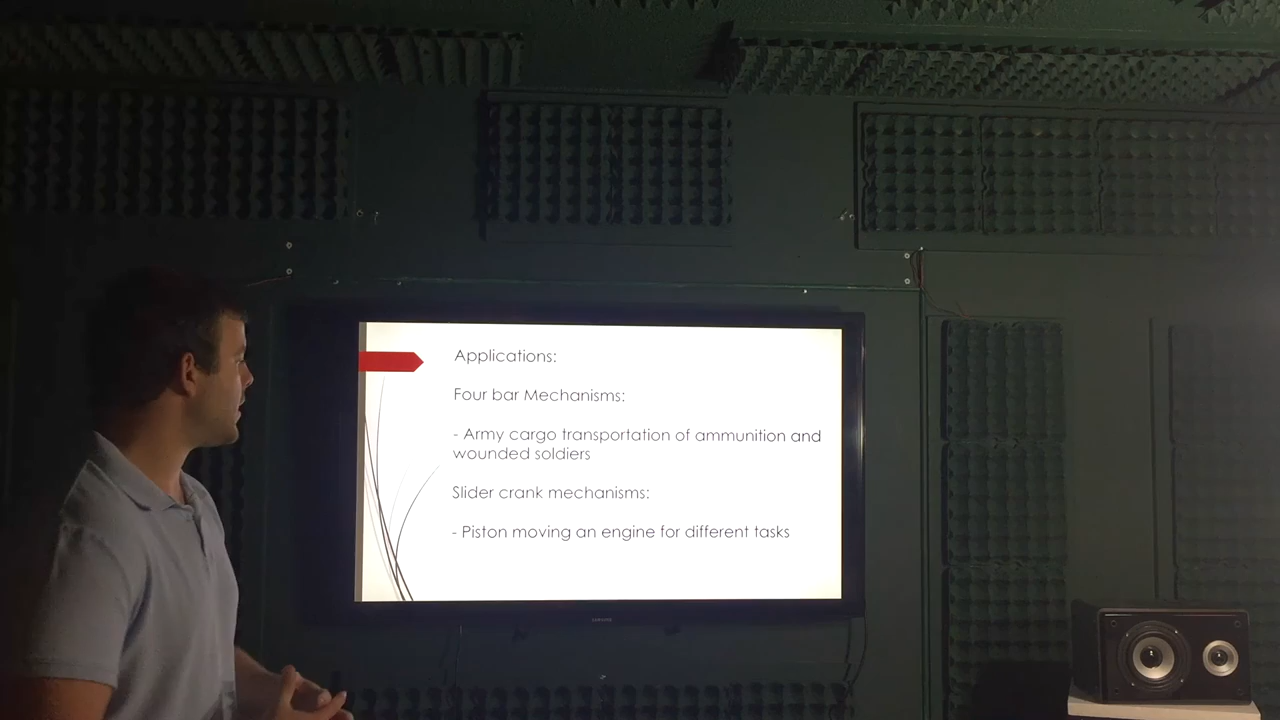 Applications:
Four bar Mechanisms:
- Army cargo transportation of ammunition and
wounded soldiers
Slider crank mechanisms:
- Piston moving an engine for different tasks
SAMSUNG